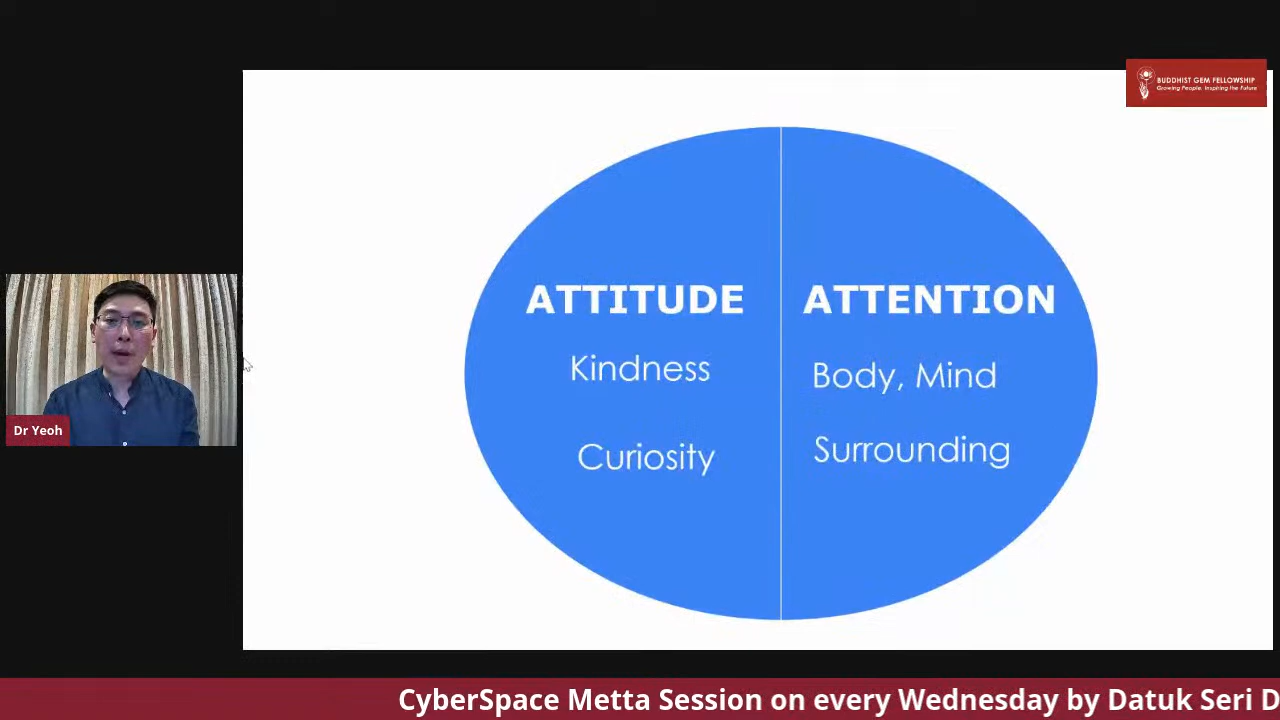 BUDDHIST GEM FELLOWSHIP
Growing People. Inspiring the Future
ATTITUDE
Kindness
Curiosity
ATTENTION
Body, Mind
Surrounding
Dr Yeoh
CyberSpace Metta Session on every Wednesday by Datuk Seri D